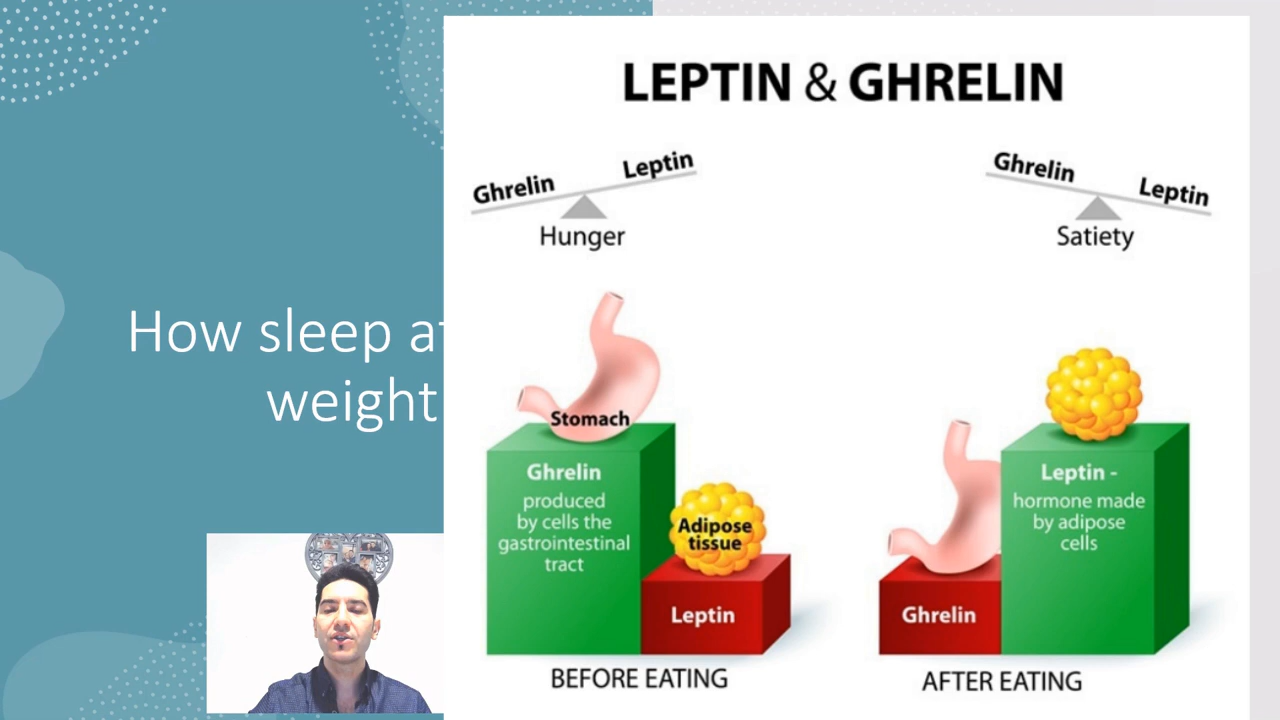 How sleep
weight
LEPTIN & GHRELIN
Ghrelin
Leptin
Hunger
Ghrelin
Leptin
Satiety
Stomach
Ghrelin
produced
by cells the
gastrointestinal
tract
Adipose
tissue
Leptin
BEFORE EATING
Leptin -
hormone made
by adipose
cells
Ghrelin
AFTER EATING